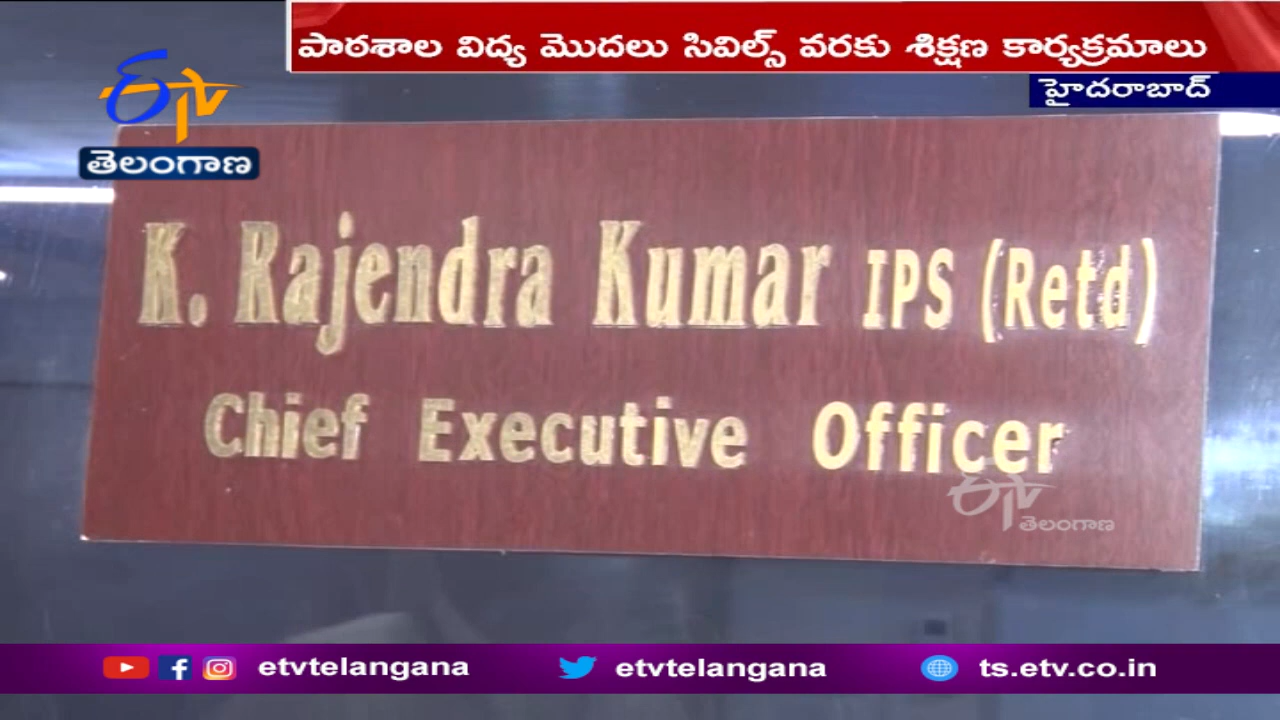 పాఠశాల విద్య మొదలు సివిల్స్ వరకు శిక్షణ కార్యక్రమాలు
హైదరాబాద్
ETV
తెలంగాణ
K. Rajendra Kumar IPS (Retd)
Chief Executive Officer
ETV
తెలంగాణ
etvtelangana
etvtelangana
ts.etv.co.in